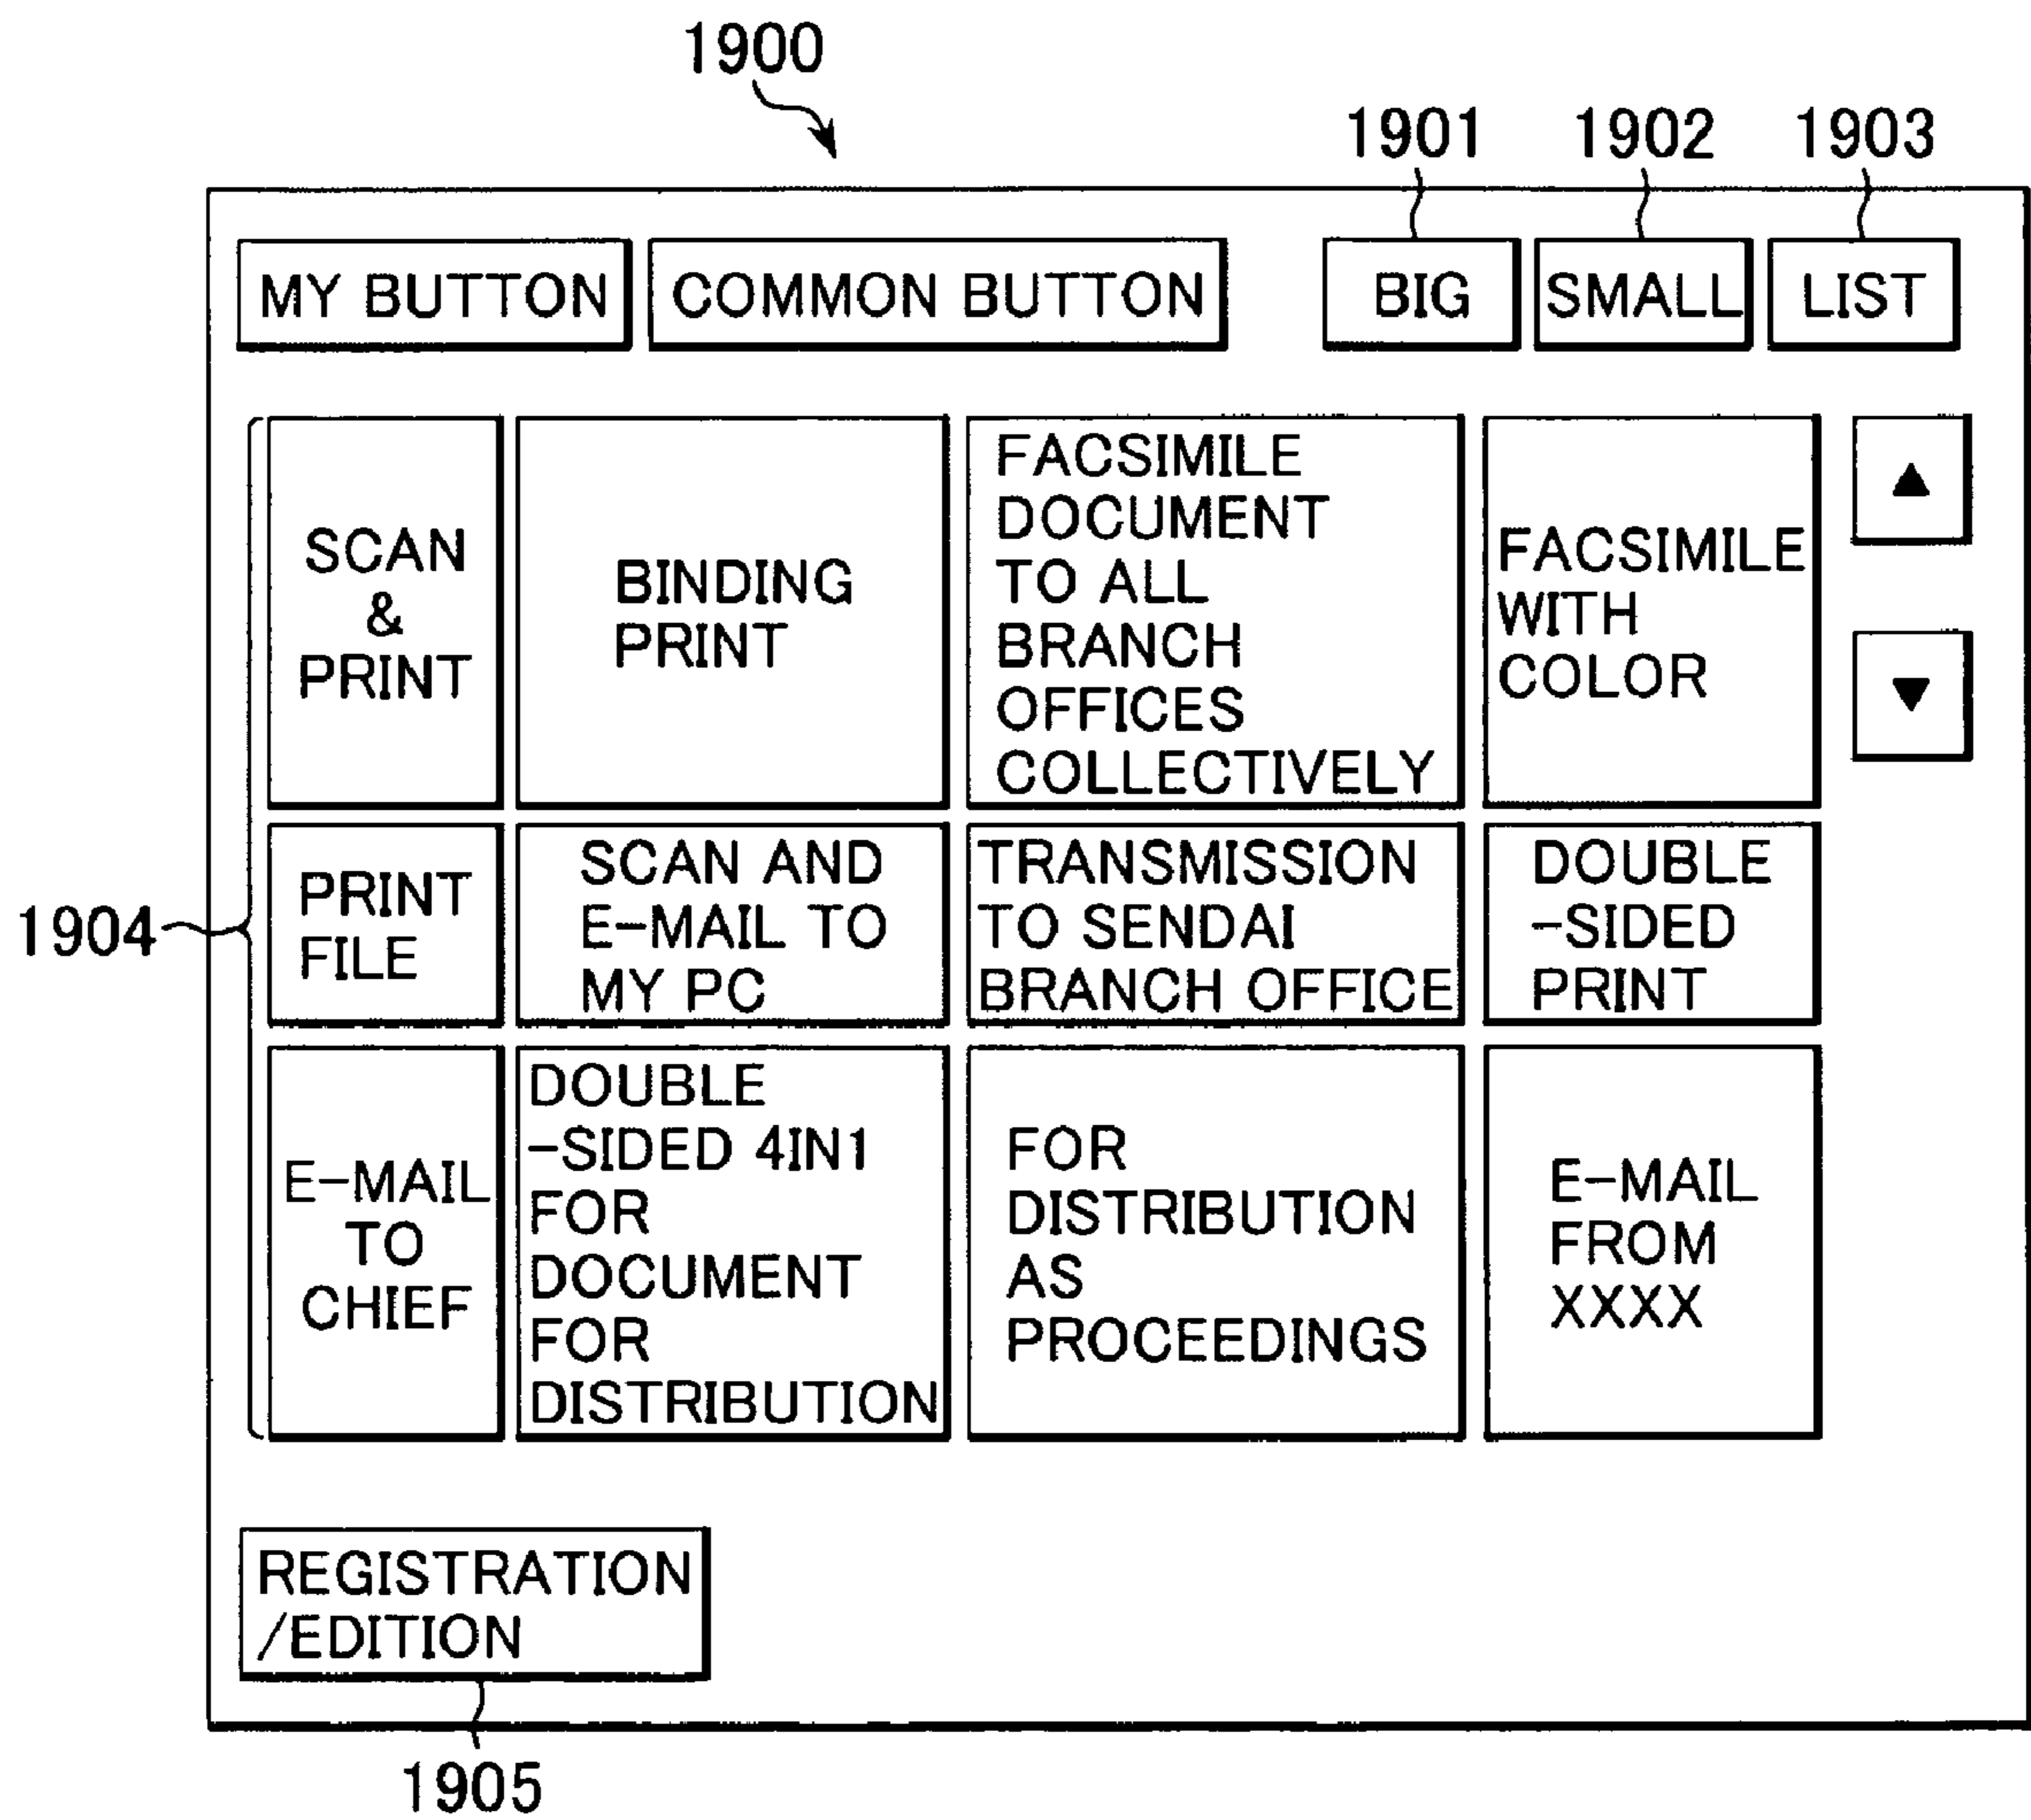 1900
1901 1902 1903
MY BUTTON
COMMON BUTTON
BIG
SMALL
LIST
SCAN
&
PRINT
BINDING
PRINT
FACSIMILE
DOCUMENT
TO ALL
BRANCH
OFFICES
COLLECTIVELY
FACSIMILE
WITH
COLOR
▲
▼
1904
PRINT
FILE
SCAN AND
E-MAIL TO
MY PC
TRANSMISSION
TO SENDAI
BRANCH OFFICE
DOUBLE
-SIDED
PRINT
E-MAIL
TO
CHIEF
DOUBLE
-SIDED 4IN1
FOR
DOCUMENT
FOR
DISTRIBUTION
FOR
DISTRIBUTION
AS
PROCEEDINGS
E-MAIL
FROM
XXXX
REGISTRATION
/EDITION
1905